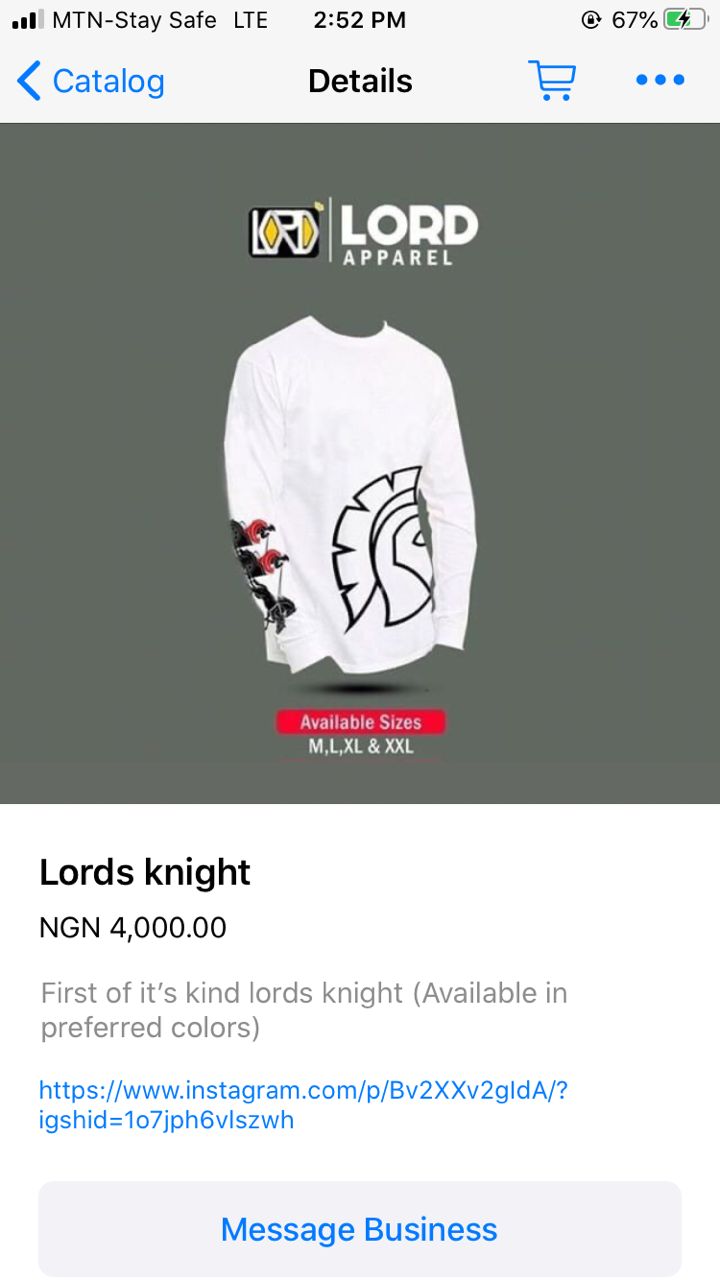 MTN-Stay Safe LTE 2:52 PM 67%
Catalog Details
LORD LORD
APPAREL
Available Sizes
M,L,XL & XXL
Lords knight
NGN 4,000.00
First of it’s kind lords knight (Available in
preferred colors)
https://www.instagram.com/p/Bv2XXv2gIdA/?
igshid=1o7jph6vlszwh
Message Business